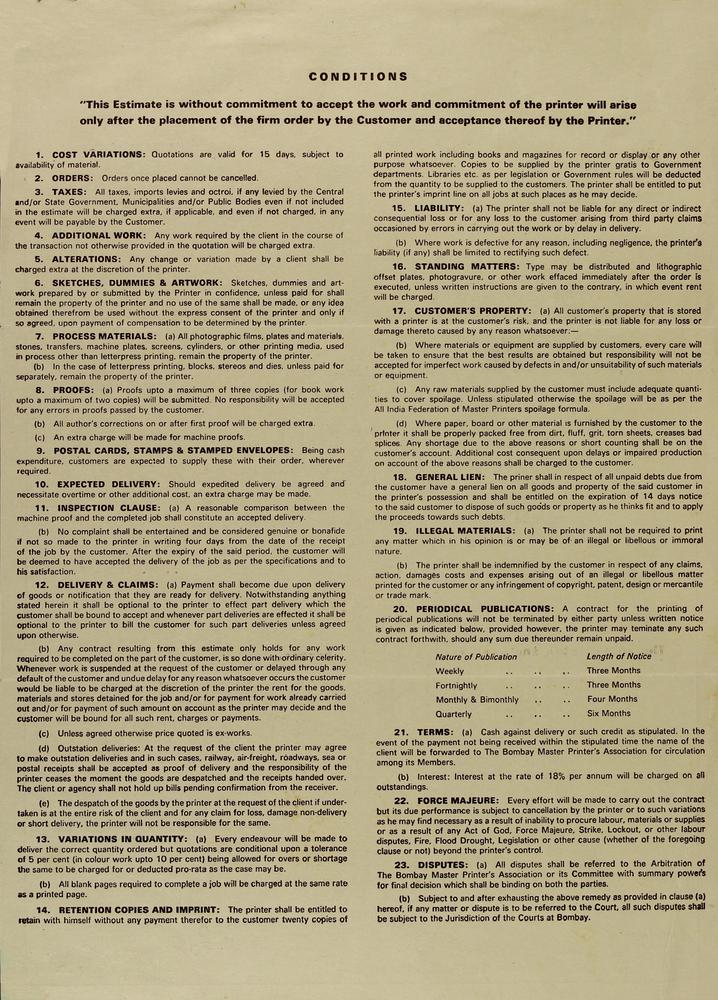 CONDITIONS
"This Estimate is without commitment to accept the work and commitment of the printer will arise
only after the placement of the firm order by the Customer and acceptance thereof by the Printer."
1. COST VARIATIONS: Quotations are valid for 15 days, subject to
availability of material.
2. ORDERS: Orders once placed cannot be cancelled.
3. TAXES: All taxes, imports levies and octroi, if any levied by the Central
and/or State Government, Municipalities and/or Public Bodies even if not included
in the estimate will be charged extra, if applicable, and even if not charged, in any
event will be payable by the Customer.
4. ADDITIONAL WORK: Any work required by the client in the course of
the transaction not otherwise provided in the quotation will be charged extra.
5. ALTERATIONS: Any change or variation made by a client shall be
charged extra at the discretion of the printer.
6. SKETCHES, DUMMIES & ARTWORK: Sketches, dummies and art-
work prepared by or submitted by the Printer in confidence, unless paid for shall
remain the property of the printer and no use of the same shall be made, or any idea
obtained therefrom be used without the express consent of the printer and only if
so agreed, upon payment of compensation to be determined by the printer.
7. PROCESS MATERIALS: (a) All photographic films, plates and materials,
stones, transfers, machine plates, screens, cylinders, or other printing media, used
in process other than letterpress printing, remain the property of the printer.
(b) In the case of letterpress printing, blocks, stereos and dies, unless paid for
separately, remain the property of the printer.
8. PROOFS: (a) Proofs upto a maximum of three copies (for book work
upto a maximum of two copies) will be submitted. No responsibility will be accepted
for any errors in proofs passed by the customer.
(b) All author's corrections on or after first proof will be charged extra.
(c) An extra charge will be made for machine proofs.
9. POSTAL CARDS, STAMPS & STAMPED ENVELOPES: Being cash
expenditure, customers are expected to supply these with their order, wherever
required.
10. EXPECTED DELIVERY: Should expedited delivery be agreed and
necessitate overtime or other additional cost, an extra charge may be made.
11. INSPECTION CLAUSE: (a) A reasonable comparison between the
machine proof and the completed job shall constitute an accepted delivery.
(b) No complaint shall be entertained and be considered genuine or bonafide
if not so made to the printer in writing four days from the date of the receipt
of the job by the customer. After the expiry of the said period, the customer will
be deemed to have accepted the delivery of the job as per the specifications and to
his satisfaction.
12. DELIVERY & CLAIMS: (a) Payment shall become due upon delivery
of goods or notification that they are ready for delivery. Notwithstanding anything
stated herein it shall be optional to the printer to effect part delivery which the
customer shall be bound to accept and whenever part deliveries are effected it shall be
optional to the printer to bill the customer for such part deliveries unless agreed
upon otherwise.
(b) Any contract resulting from this estimate only holds for any work
required to be completed on the part of the customer, is so done with ordinary celerity.
Whenever work is suspended at the request of the customer or delayed through any
default of the customer and undue delay for any reason whatsoever occurs the customer
would be liable to be charged at the discretion of the printer the rent for the goods,
materials and stores detained for the job and/or for payment for work already carried
out and/or for payment of such amount on account as the printer may decide and the
customer will be bound for all such rent, charges or payments.
(c) Unless agreed otherwise price quoted is ex-works.
(d) Outstation deliveries: At the request of the client the printer may agree
to make outstation deliveries and in such cases, railway, air-freight, roadways, sea or
postal receipts shall be accepted as proof of delivery and the responsibility of the
printer ceases the moment the goods are despatched and the receipts handed over.
The client or agency shall not hold up bills pending confirmation from the receiver.
(e) The despatch of the goods by the printer at the request of the client if under-
taken is at the entire risk of the client and for any claim for loss, damage non-delivery
or short delivery, the printer will not be responsible for the same.
13. VARIATIONS IN QUANTITY: (a) Every endeavour will be made to
deliver the correct quantity ordered but quotations are conditional upon a tolerance
of 5 per cent (in colour work upto 10 per cent) being allowed for overs or shortage
the same to be charged for or deducted pro-rata as the case may be.
(b) All blank pages required to complete a job will be charged at the same rate
as a printed page.
14. RETENTION COPIES AND IMPRINT: The printer shall be entitled to
retain with himself without any payment therefor to the customer twenty copies of
all printed work including books and magazines for record or display or any other
purpose whatsoever. Copies to be supplied by the printer gratis to Government
departments. Libraries etc. as per legislation or Government rules will be deducted
from the quantity to be supplied to the customers. The printer shall be entitled to put
the printer's imprint line on all jobs at such places as he may decide.
15. LIABILITY: (a) The printer shall not be liable for any direct or indirect
consequential loss or for any loss to the customer arising from third party claims
occasioned by errors in carrying out the work or by delay in delivery.
(b) Where work is defective for any reason, including negligence, the printer's
liability (if any) shall be limited to rectifying such defect.
16. STANDING MATTERS: Type may be distributed and lithographic
offset plates, photogravure, or other work effaced immediately after the order is
executed, unless written instructions are given to the contrary, in which event rent
will be charged.
17. CUSTOMER'S PROPERTY: (a) All customer's property that is stored
with a printer is at the customer's risk, and the printer is not liable for any loss or
damage thereto caused by any reason whatsoever:—
(b) Where materials or equipment are supplied by customers, every care will
be taken to ensure that the best results are obtained but responsibility will not be
accepted for imperfect work caused by defects in and/or unsuitability of such materials
or equipment.
(c) Any raw materials supplied by the customer must include adequate quanti-
ties to cover spoilage. Unless stipulated otherwise the spoilage will be as per the
All India Federation of Master Printers spoilage formula.
(d) Where paper, board or other material is furnished by the customer to the
printer it shall be properly packed free from dirt, fluff, grit, torn sheets, creases bad
splices. Any shortage due to the above reasons or short counting shall be on the
customer's account. Additional cost consequent upon delays or impaired production
on account of the above reasons shall be charged to the customer.
18. GENERAL LIEN: The priner shall in respect of all unpaid debts due from
the customer have a general lien on all goods and property of the said customer in
the printer's possession and shall be entitled on the expiration of 14 days notice
to the said customer to dispose of such goods or property as he thinks fit and to apply
the proceeds towards such debts.
19. ILLEGAL MATERIALS: (a) The printer shall not be required to print
any matter which in his opinion is or may be of an illegal or libellous or immoral
nature.
(b) The printer shall be indemnified by the customer in respect of any claims,
action, damages costs and expenses arising out of an illegal or libellous matter
printed for the customer or any infringement of copyright, patent, design or mercantile
or trade mark.
20. PERIODICAL PUBLICATIONS: A contract for the printing of
periodical publications will not be terminated by either party unless written notice
is given as indicated below, provided however, the printer may teminate any such
contract forthwith, should any sum due thereunder remain unpaid.
Nature of Publication Length of Notice
Weekly .. .. .. Three Months
Fortnightly .. .. .. Three Months
Monthly & Bimonthly .. .. Four Months
Quarterly .. .. .. Six Months
21. TERMS: (a) Cash against delivery or such credit as stipulated. In the
event of the payment not being received within the stipulated time the name of the
client will be forwarded to The Bombay Master Printer's Association for circulation
among its Members.
(b) Interest: Interest at the rate of 18% per annum will be charged on all
outstandings.
22. FORCE MAJEURE: Every effort will be made to carry out the contract
but its due performance is subject to cancellation by the printer or to such variations
as he may find necessary as a result of inability to procure labour, materials or supplies
or as a result of any Act of God, Force Majeure, Strike, Lockout, or other labour
disputes, Fire, Flood Drought, Legislation or other cause (whether of the foregoing
clause or not) beyond the printer's control.
23. DISPUTES: (a) All disputes shall be referred to the Arbitration of
The Bombay Master Printer's Association or its Committee with summary powers
for final decision which shall be binding on both the parties.
(b) Subject to and after exhausting the above remedy as provided in clause (a)
hereof, if any matter or dispute is to be referred to the Court, all such disputes shall
be subject to the Jurisdiction of the Courts at Bombay.